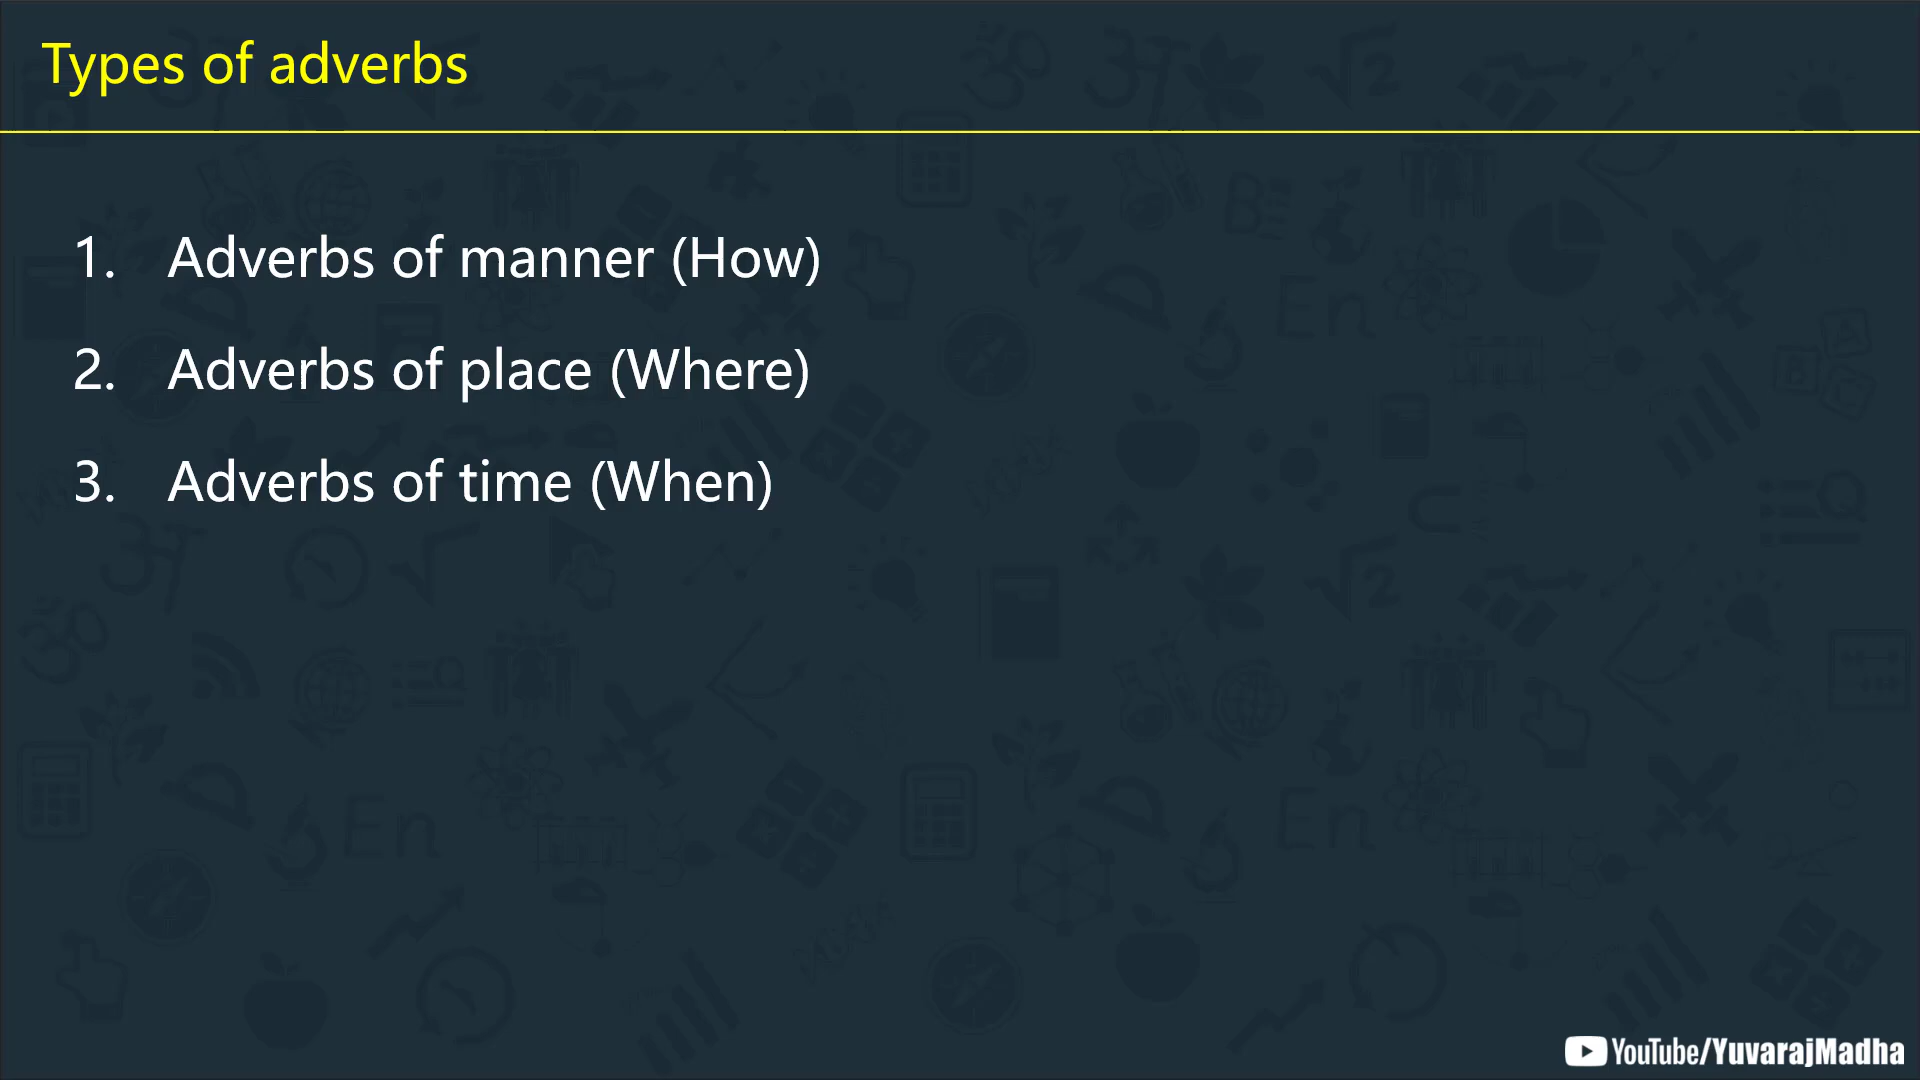 Types of adverbs
1. Adverbs of manner (How)
2. Adverbs of place (Where)
3. Adverbs of time (When)
YouTube/YuvarajMadha